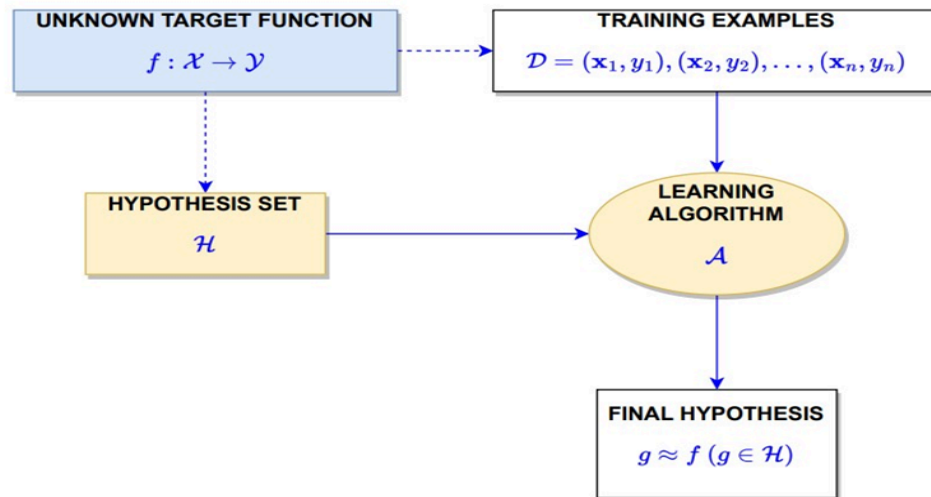 UNKNOWN TARGET FUNCTION
f : 𝒳 → 𝒴
TRAINING EXAMPLES
𝒟 = (𝐱₁, y₁), (𝐱₂, y₂), . . . , (𝐱ₙ, yₙ)
HYPOTHESIS SET
ℋ
LEARNING
ALGORITHM
𝒜
FINAL HYPOTHESIS
g ≈ f (g ∈ ℋ)